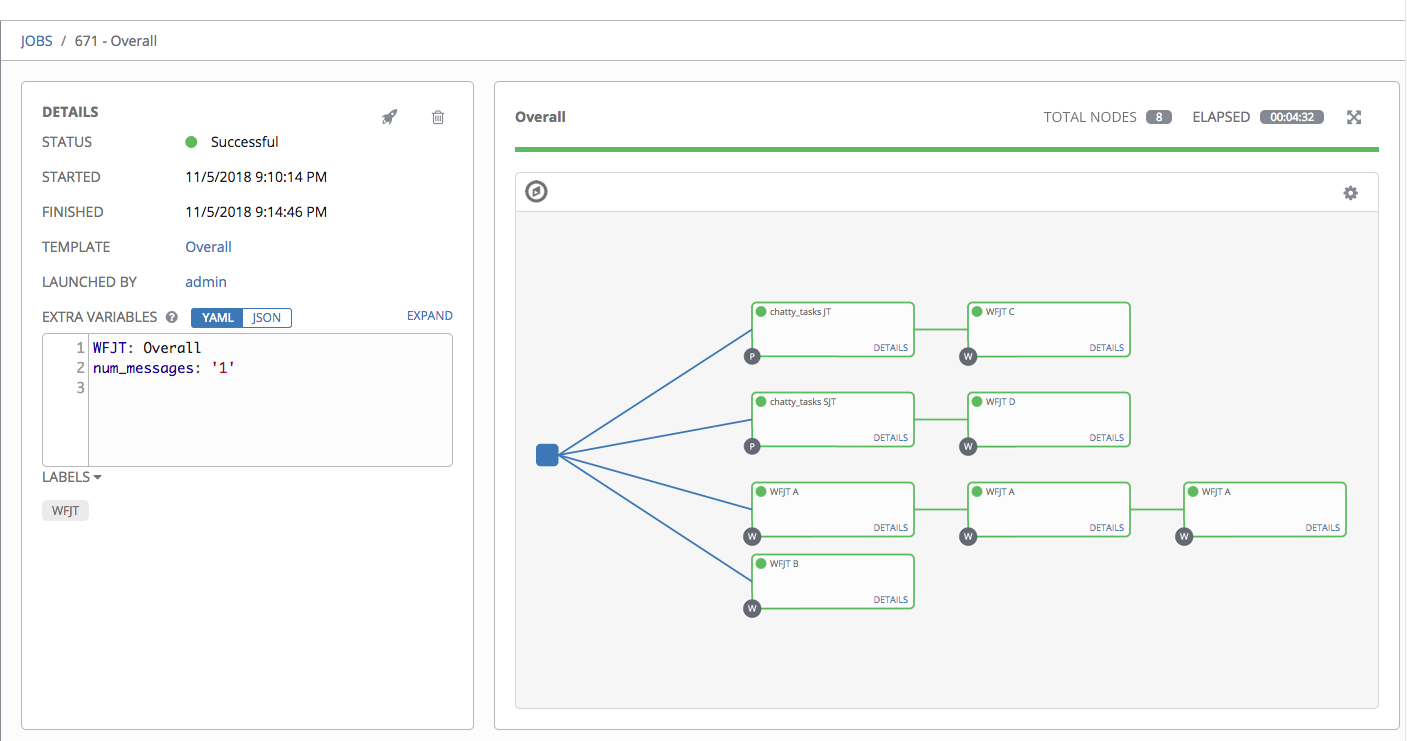 JOBS / 671 - Overall
DETAILS
STATUS Successful
STARTED 11/5/2018 9:10:14 PM
FINISHED 11/5/2018 9:14:46 PM
TEMPLATE Overall
LAUNCHED BY admin
EXTRA VARIABLES ? YAML JSON EXPAND
1 WFJT: Overall
2 num_messages: '1'
3
LABELS
WFJT
Overall TOTAL NODES 8 ELAPSED 00:04:32
chatty_tasks JT WFJT C
DETAILS DETAILS
P W
chatty_tasks SJT WFJT D
DETAILS DETAILS
P W
WFJT A WFJT A WFJT A
DETAILS DETAILS DETAILS
W W W
WFJT B
DETAILS
W